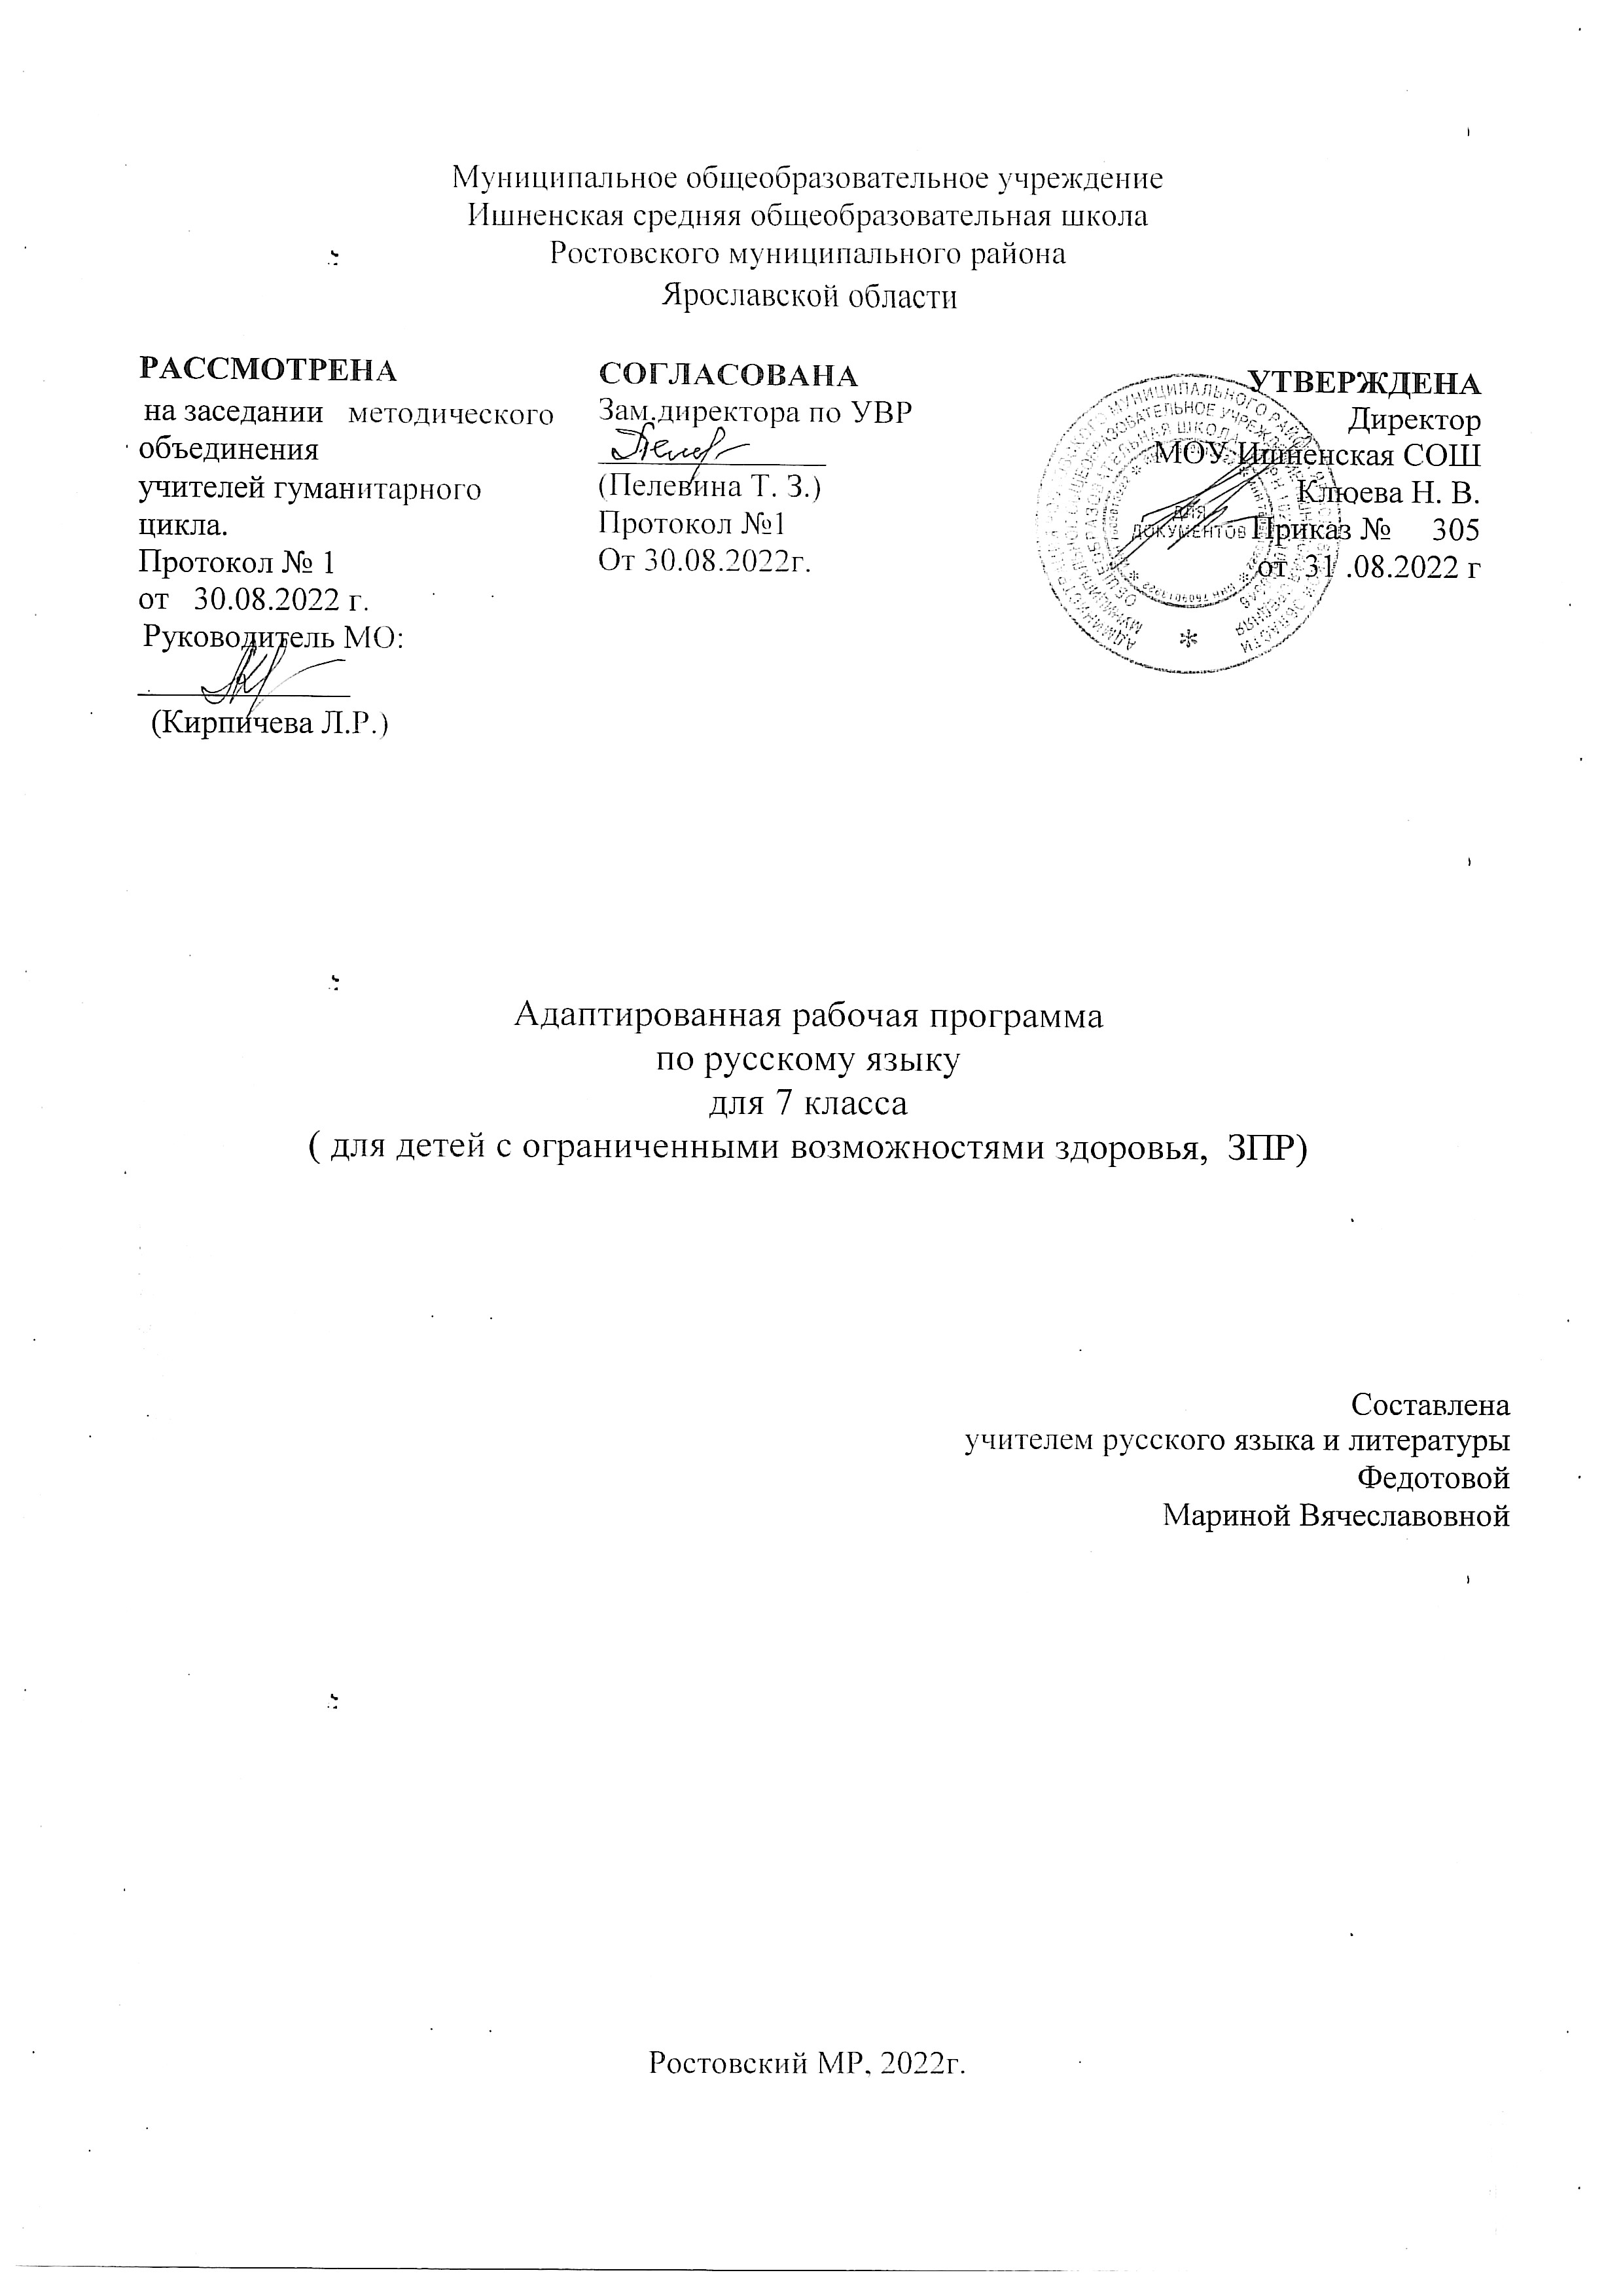 Муниципальное общеобразовательное учреждение
Ишненская средняя общеобразовательная школа
Ростовского муниципального района
Ярославской области
РАССМОТРЕНА
на заседании методического
объединения
учителей гуманитарного
цикла.
Протокол № 1
от 30.08.2022 г.
Руководитель МО:
(Кирпичева Л.Р.)
СОГЛАСОВАНА
Зам.директора по УВР
(Пелевина Т. З.)
Протокол №1
От 30.08.2022г.
УТВЕРЖДЕНА
Директор
МОУ Ишненская СОШ
Клюева Н. В.
Приказ № 305
от 31 .08.2022 г
ДЛЯ
ДОКУМЕНТОВ
Адаптированная рабочая программа
по русскому языку
для 7 класса
( для детей с ограниченными возможностями здоровья, ЗПР)
Составлена
учителем русского языка и литературы
Федотовой
Мариной Вячеславовной
Ростовский МР, 2022г.